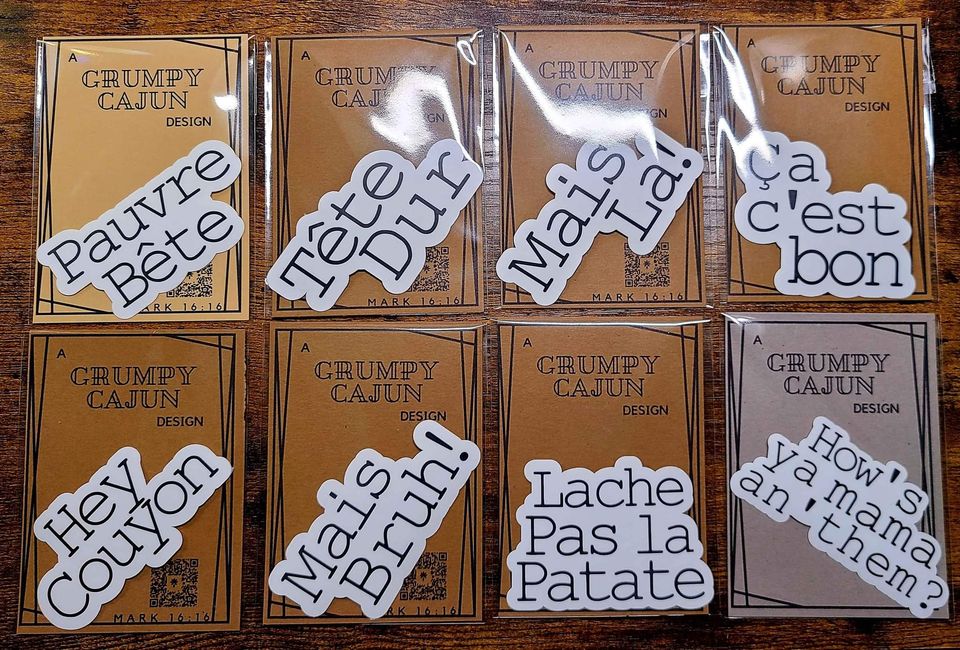 A
GRUMPY
CAJUN
DESIGN
Pauvre
Bête
RK 16:16
A
GRUMPY
CAJUN
DESIGN
Tête
Dur
MARK 16:16
A
GRUMPY
CAJUN
DESIGN
Mais
La!
MARK 16:16
A
GRUMPY
CAJUN
DESIGN
Ça
c'est
bon
A
GRUMPY
CAJUN
DESIGN
Hey
Couyon
MARK 16:16
A
GRUMPY
CAJUN
DESIGN
Mais
Bruh!
RK 16:16
A
GRUMPY
CAJUN
DESIGN
Lache
Pas la
Patate
A
GRUMPY
CAJUN
DESIGN
How's
ya mama
an 'them?